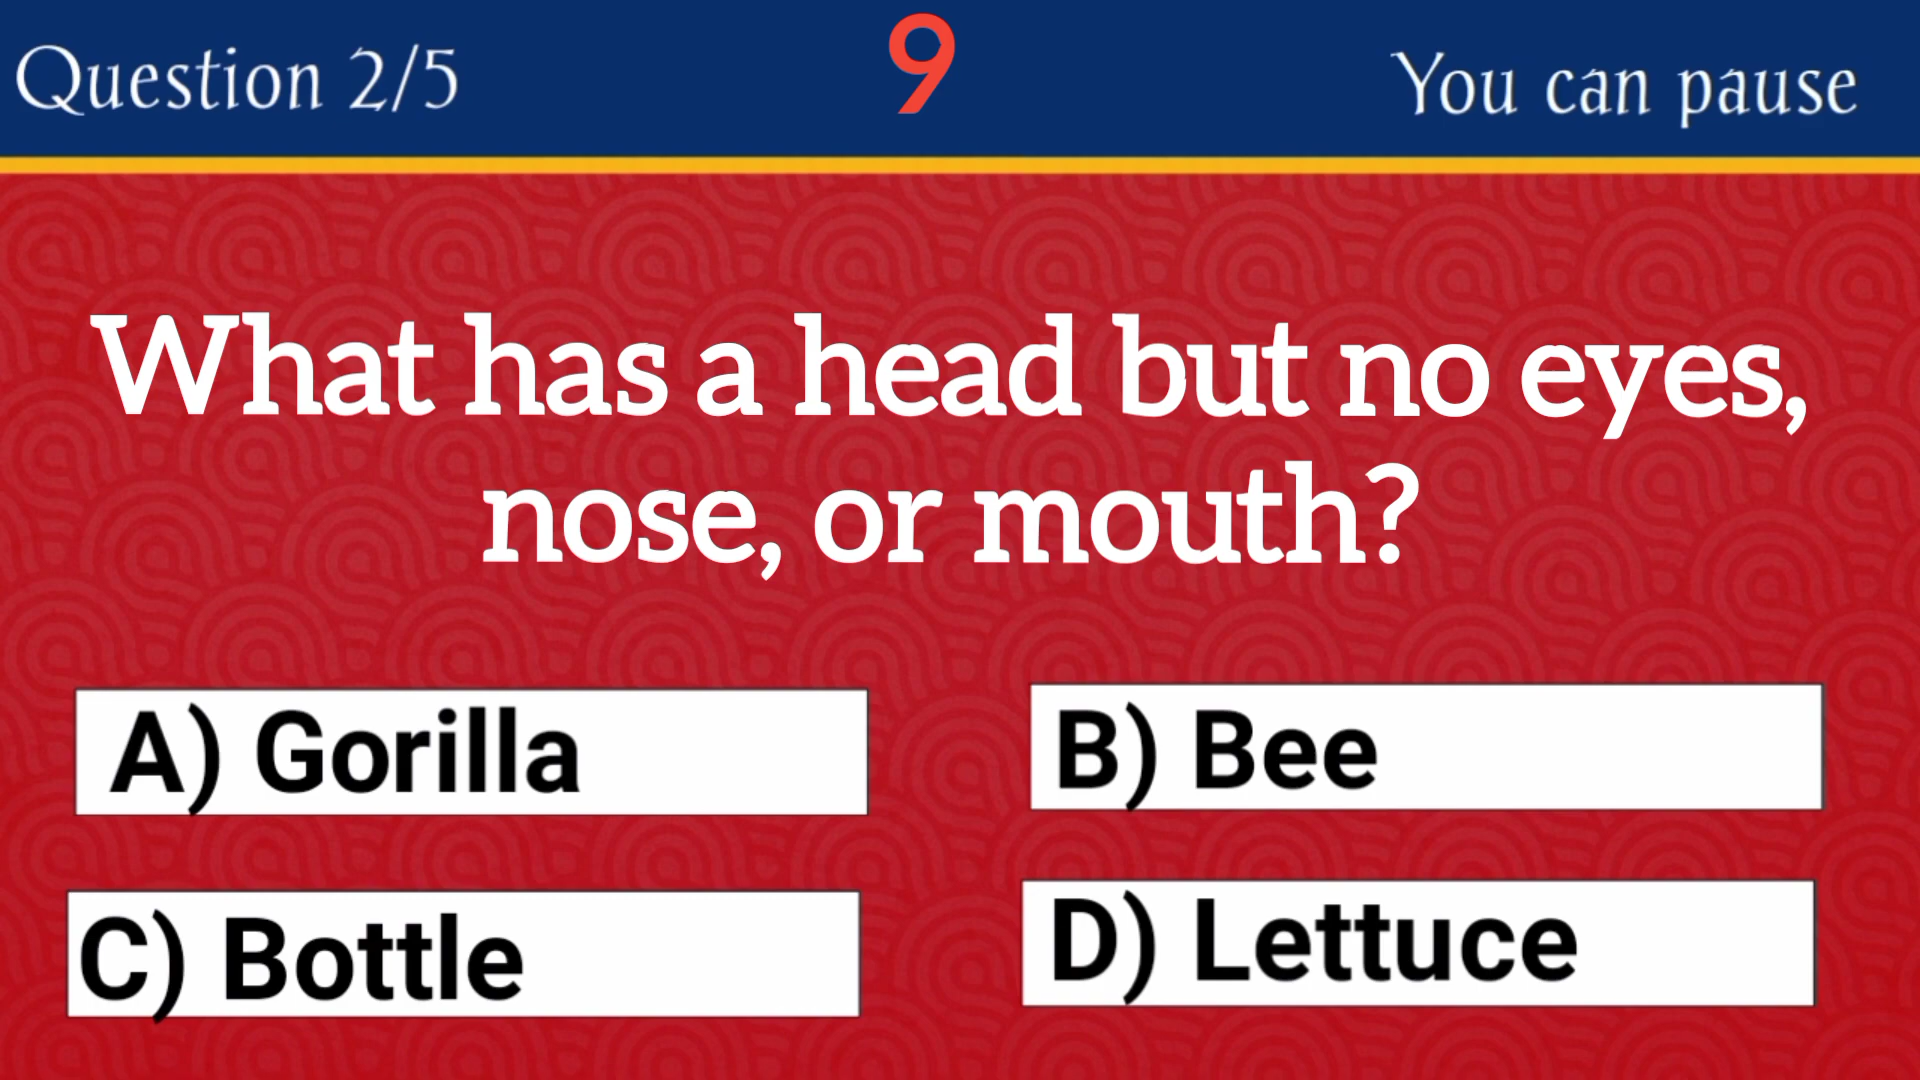 Question 2/5
9
You can pause
What has a head but no eyes,
nose, or mouth?
A) Gorilla
B) Bee
C) Bottle
D) Lettuce